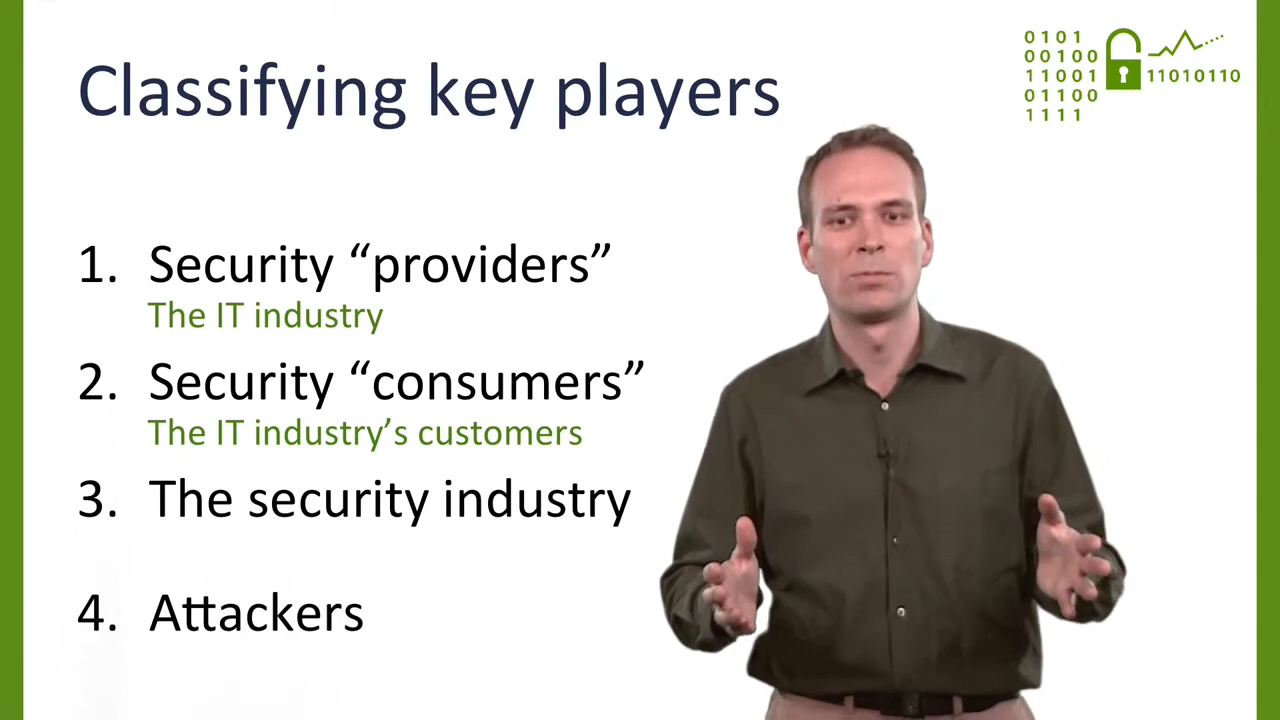 Classifying key players
0101
00100
11001
01100
1111
11010110
1. Security “providers”
The IT industry
2. Security “consumers”
The IT industry’s customers
3. The security industry
4. Attackers